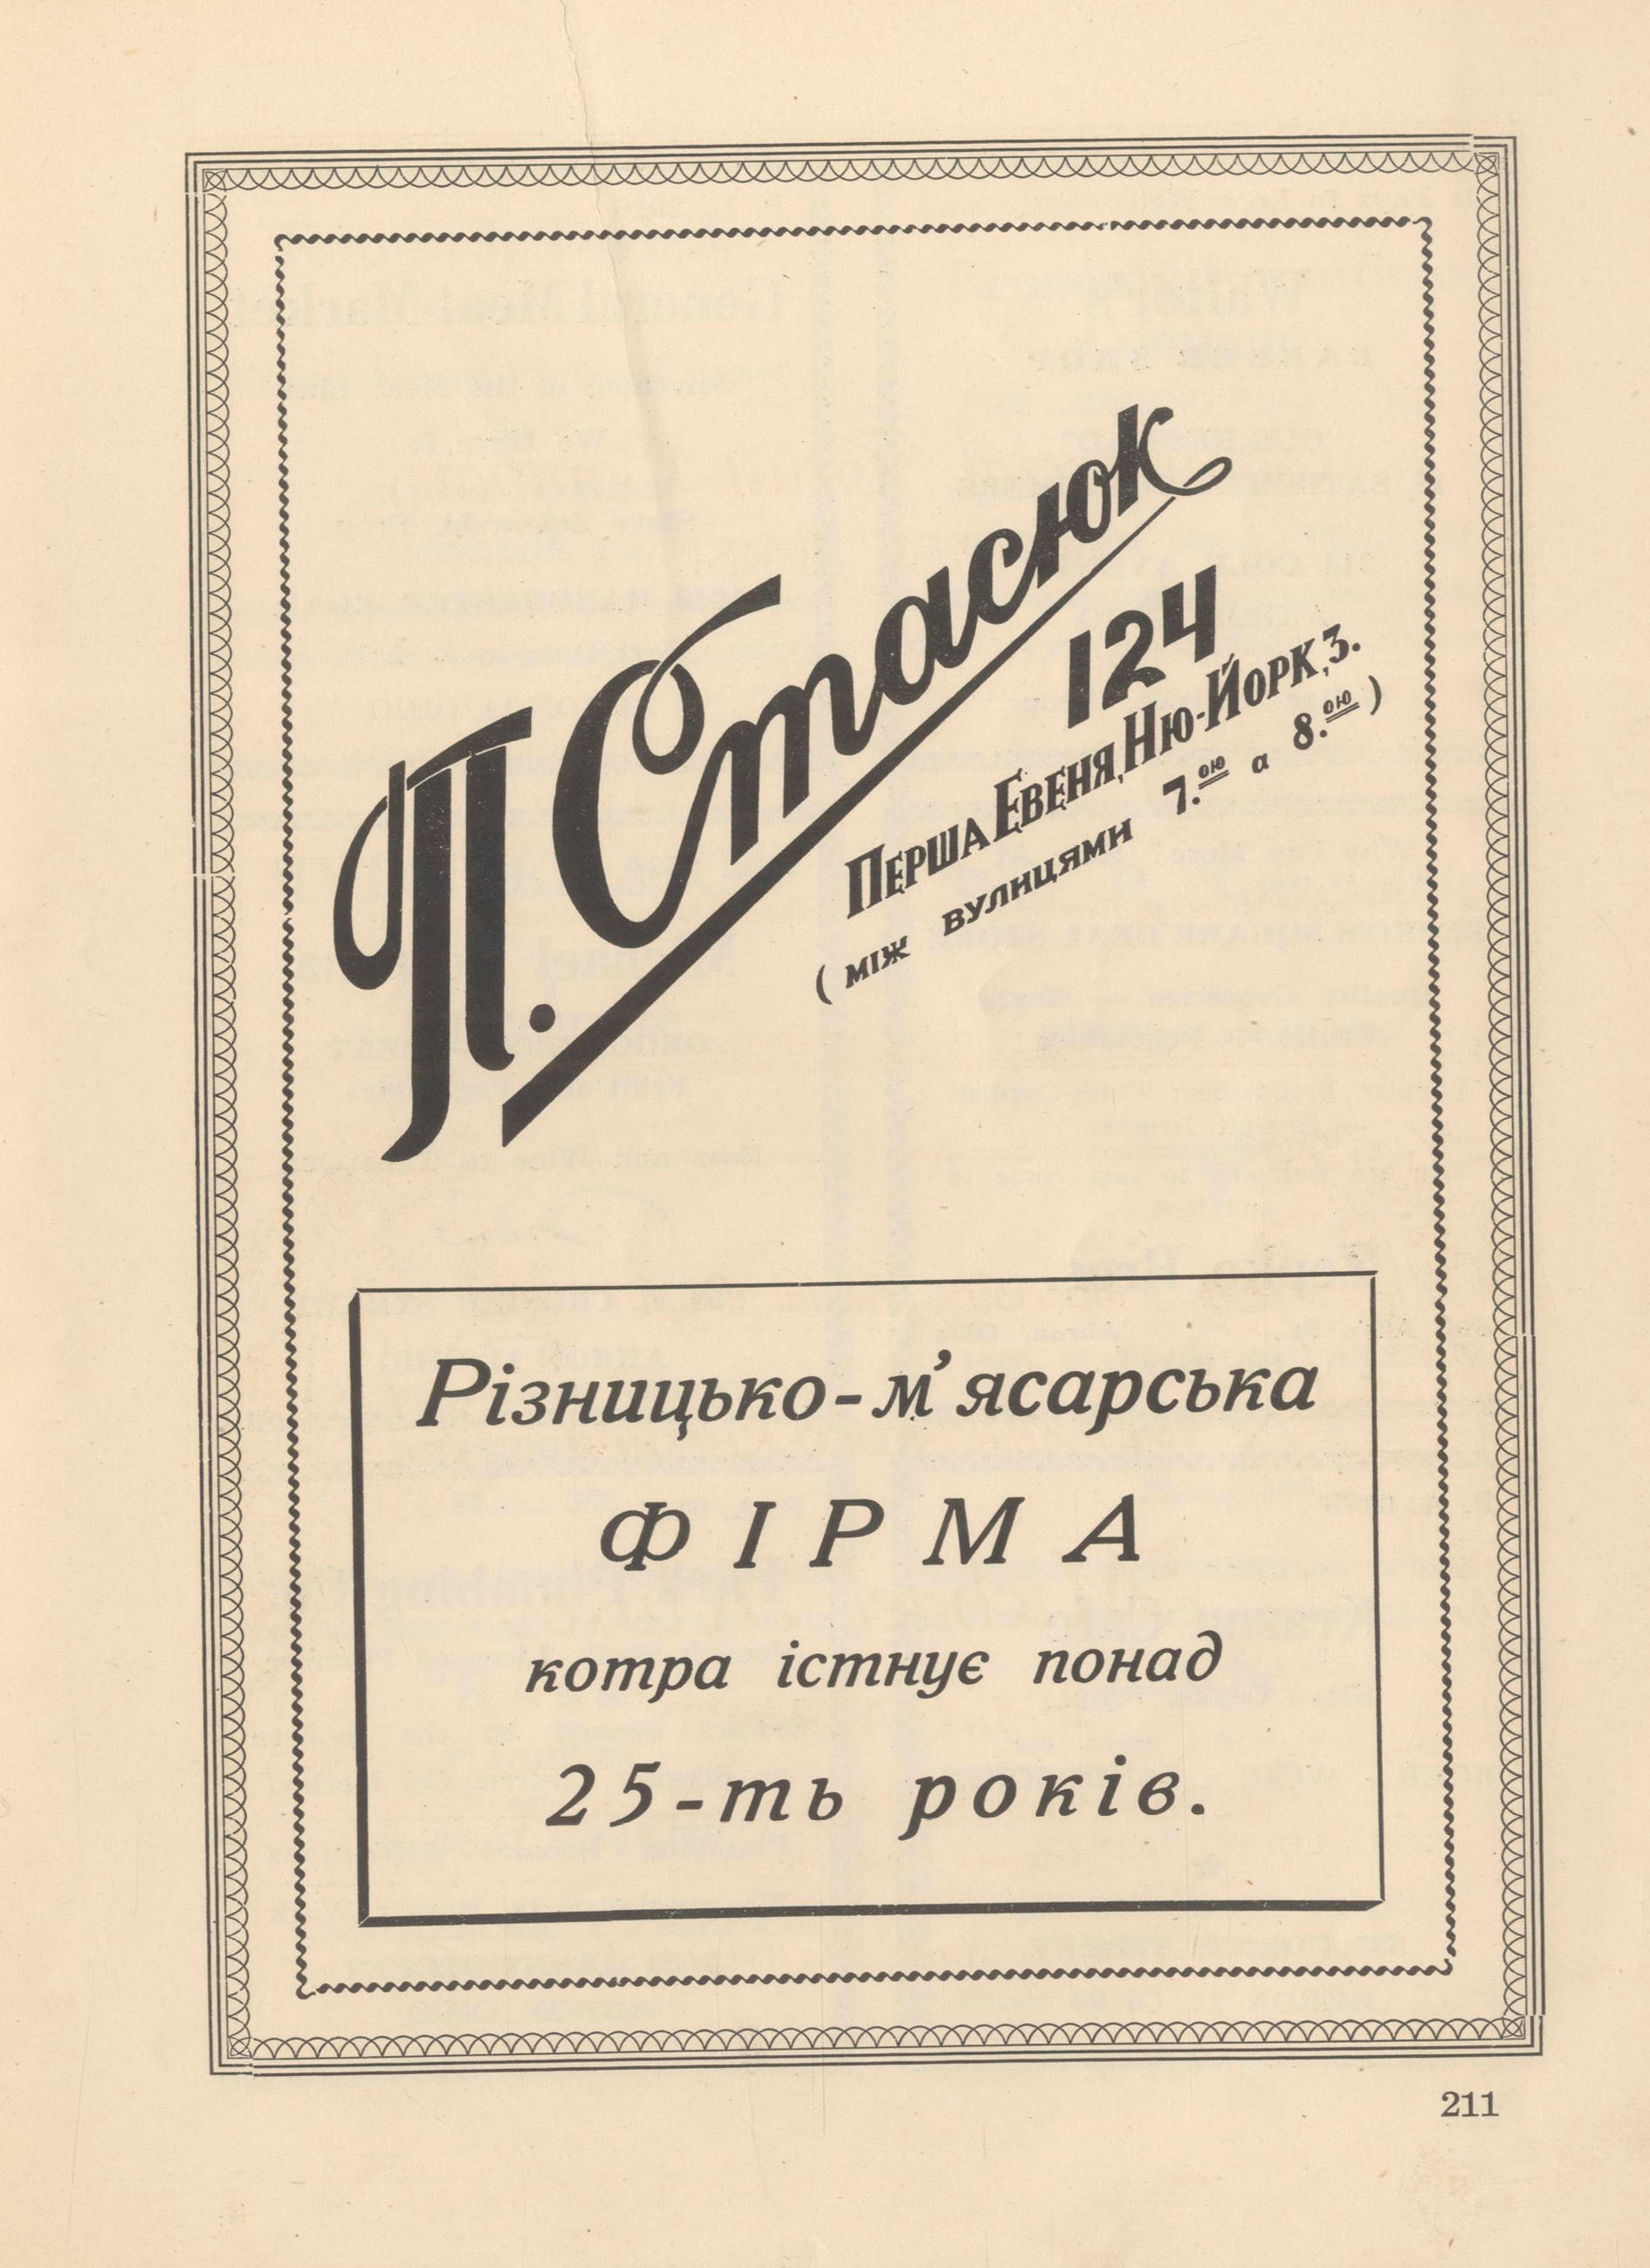 П. Стасюк
124
Перша Евеня, Ню-Йорк, 3.
(між вулицями 7.ою а 8.ою)
Різницько-м’ясарська
ФІРМА
котра істнує понад
25-ть років.
211